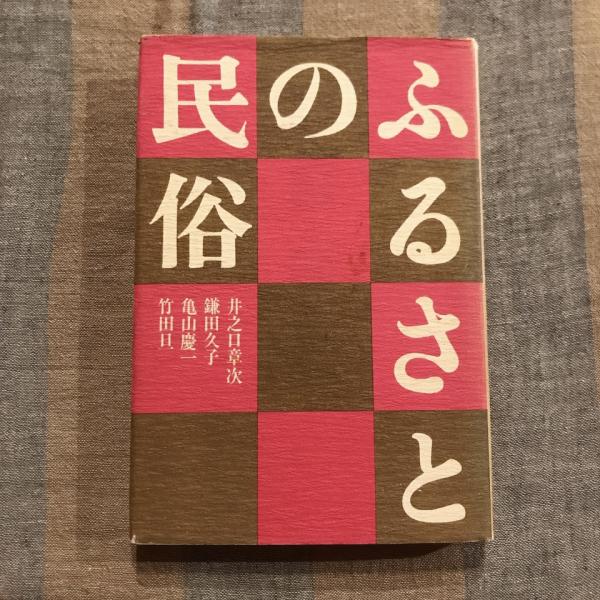 ふるさと
の
民俗
井之口章次
鎌田久子
亀山慶一
竹田旦